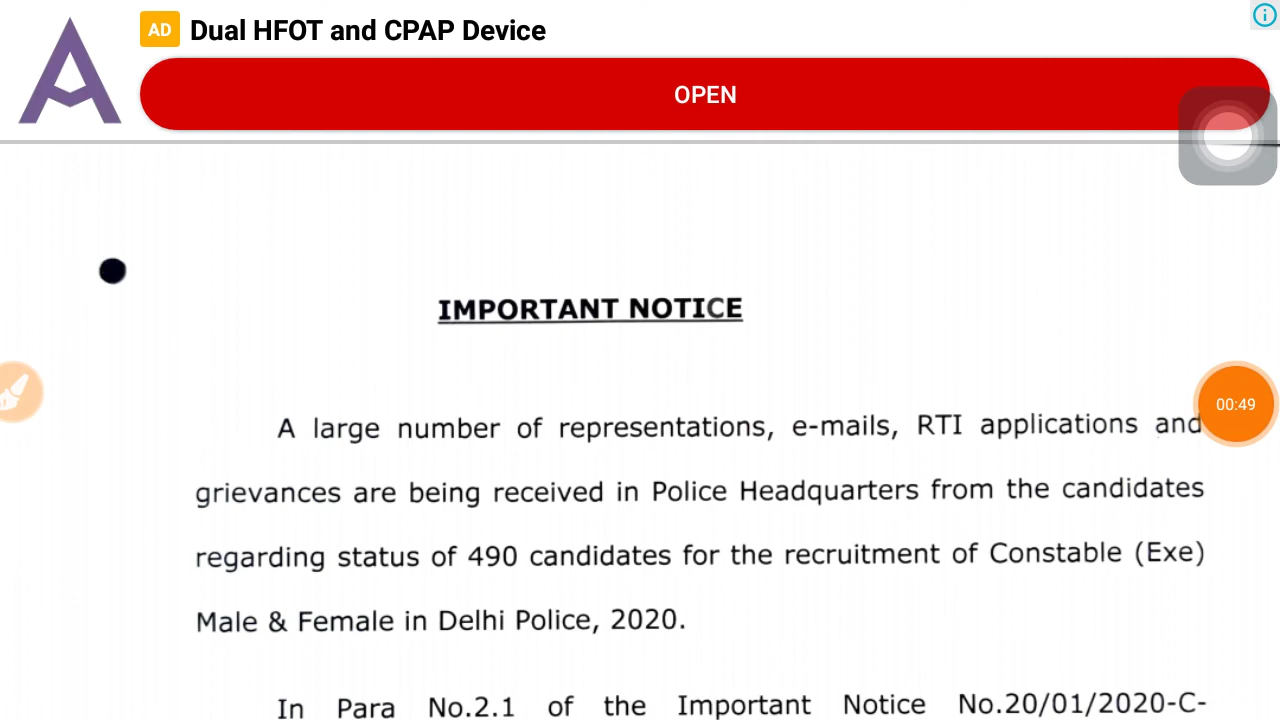 AD Dual HFOT and CPAP Device
OPEN
IMPORTANT NOTICE
A large number of representations, e-mails, RTI applications and
00:49
grievances are being received in Police Headquarters from the candidates
regarding status of 490 candidates for the recruitment of Constable (Exe)
Male & Female in Delhi Police, 2020.
In Para No.2.1 of the Important Notice No.20/01/2020-C-